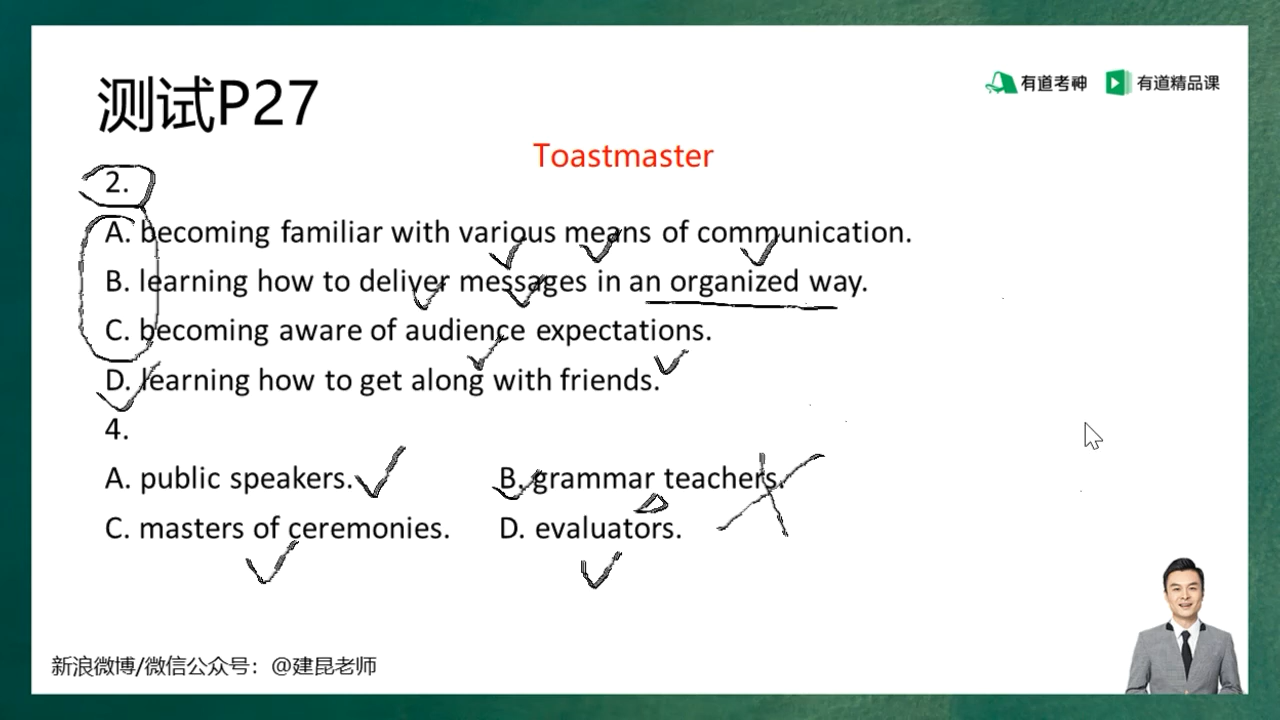 测试P27
有道考神 有道精品课
Toastmaster
2.
A. becoming familiar with various means of communication.
B. learning how to deliver messages in an organized way.
C. becoming aware of audience expectations.
D. learning how to get along with friends.
4.
A. public speakers. B. grammar teachers.
C. masters of ceremonies. D. evaluators.
新浪微博/微信公众号：@建昆老师